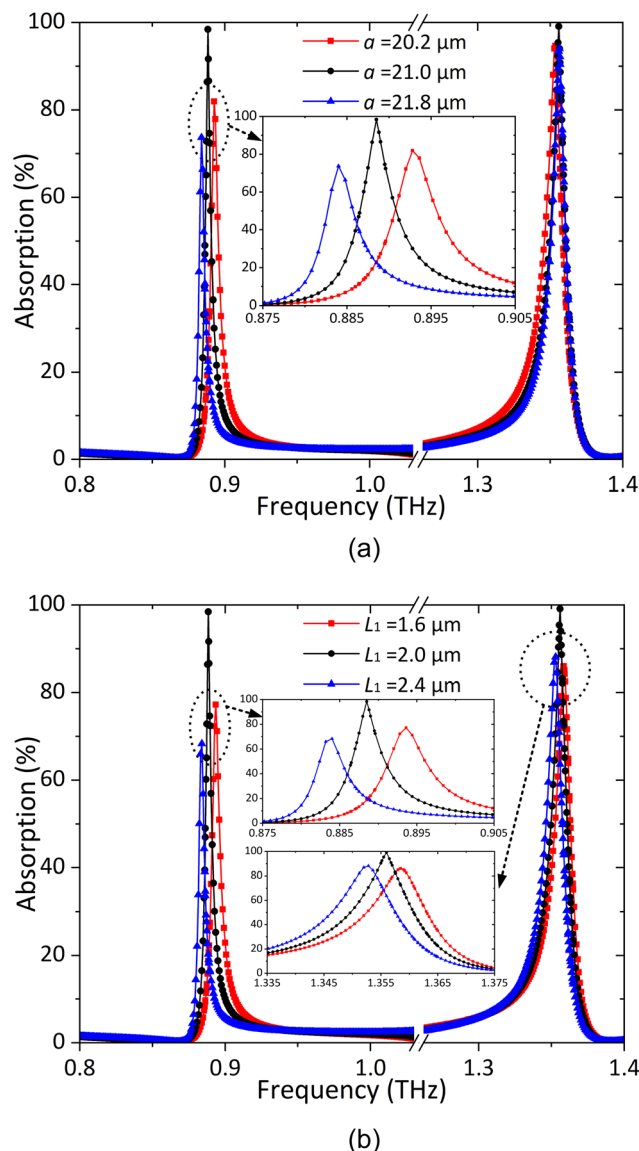 100
80
60
40
20
0
Absorption (%)
a =20.2 μm
a =21.0 μm
a =21.8 μm
100
80
60
40
20
0
0.875 0.885 0.895 0.905
0.8 0.9 1.0 1.3 1.4
Frequency (THz)
(a)
100
80
60
40
20
0
Absorption (%)
L1 =1.6 μm
L1 =2.0 μm
L1 =2.4 μm
100
80
60
40
20
0
0.875 0.885 0.895 0.905
100
80
60
40
20
0
1.335 1.345 1.355 1.365 1.375
0.8 0.9 1.0 1.3 1.4
Frequency (THz)
(b)